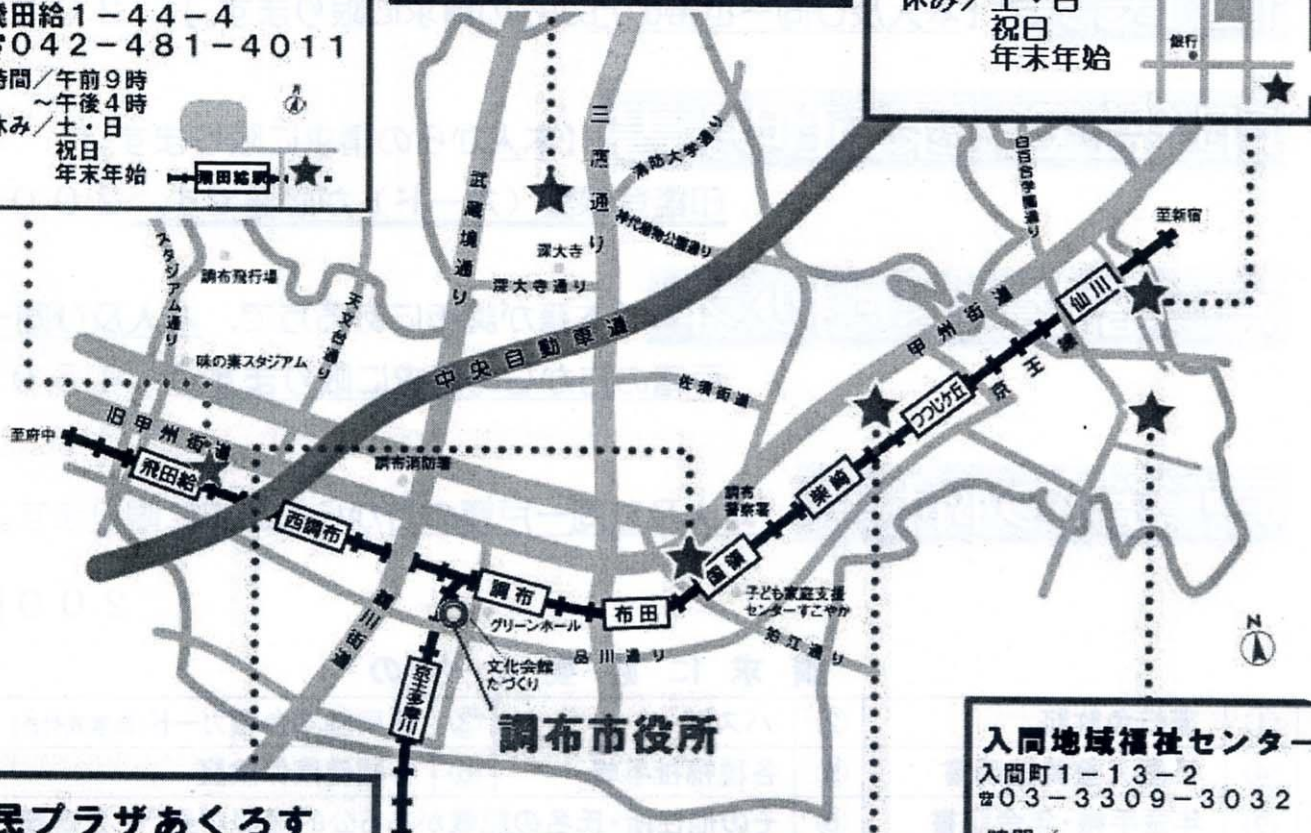 飛田給1-44-4
☎042-481-4011
時間/午前9時
~午後4時
休み/土・日
祝日
年末年始
飛田給駅
休み/土・日
祝日
年末年始
銀行
三鷹通り
消防大学通り
武蔵境通り
神代植物公園通り
白百合学園通り
至新宿
深大寺
深大寺通り
スタジアム通り
調布飛行場
天文台通り
味の素スタジアム
中央自動車道
佐須街道
甲州街道
仙川
京王線
つつじケ丘
旧甲州街道
至府中
飛田給
調布消防署
調布
警察署
柴崎
西調布
国領
調布
布田
子ども家庭支援
センターすこやか
グリーンホール
鶴川街道
品川通り
狛江通り
文化会館
たづくり
京王多摩川
調布市役所
N
入間地域福祉センター
入間町1-13-2
☎03-3309-3032
民プラザあくろす